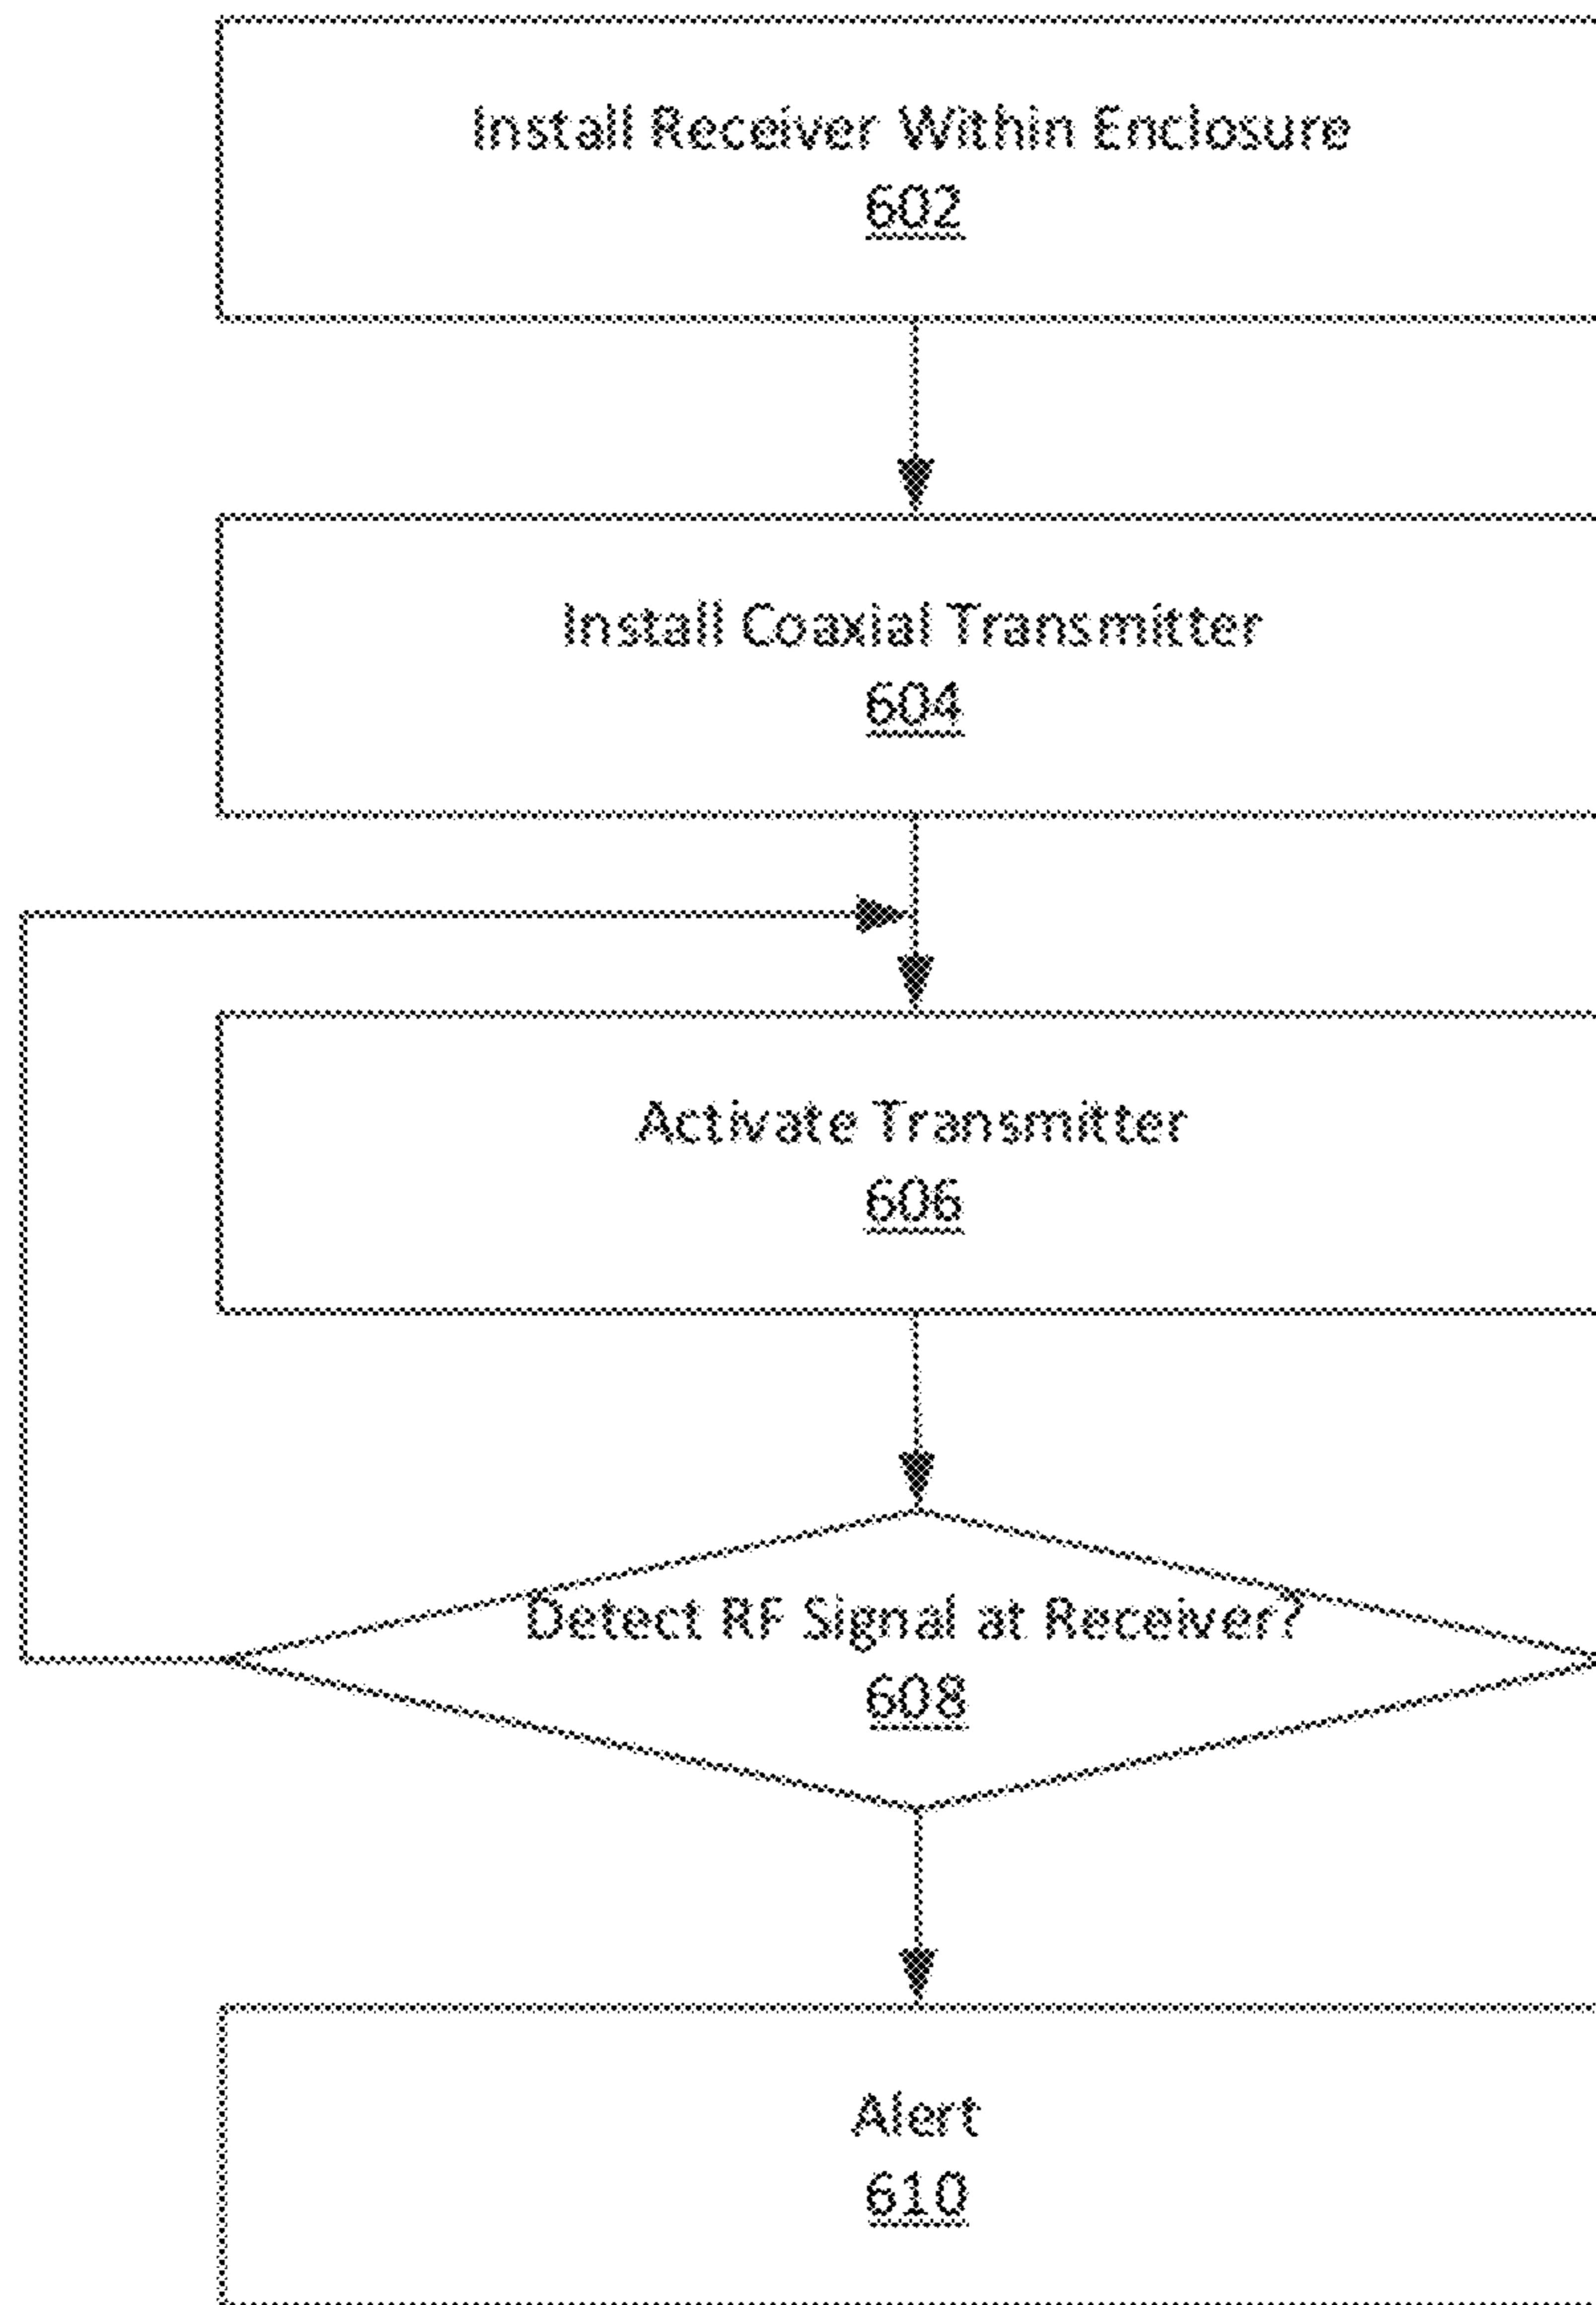 Install Receiver Within Enclosure
602
Install Coaxial Transmitter
604
Activate Transmitter
606
Detect RF Signal at Receiver?
608
Alert
610